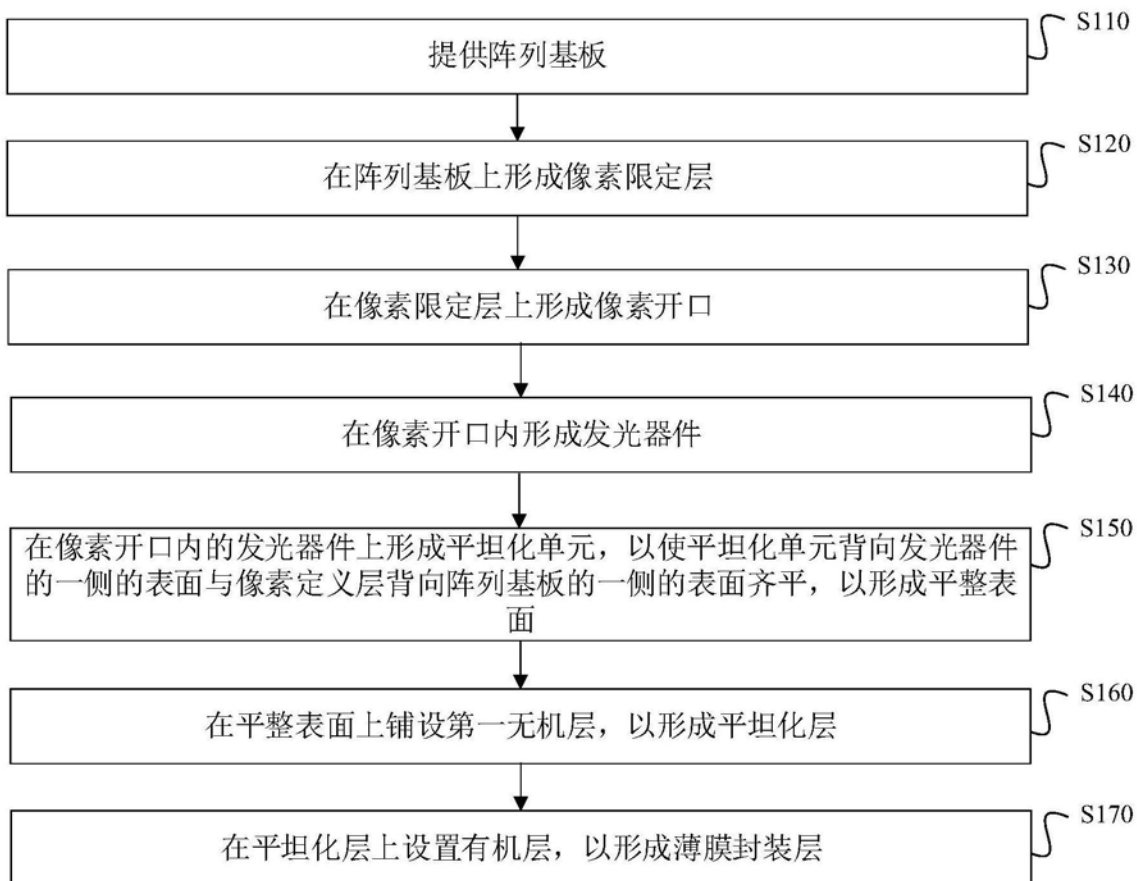 S110
提供阵列基板
S120
在阵列基板上形成像素限定层
S130
在像素限定层上形成像素开口
S140
在像素开口内形成发光器件
S150
在像素开口内的发光器件上形成平坦化单元，以使平坦化单元背向发光器件
的一侧的表面与像素定义层背向阵列基板的一侧的表面齐平，以形成平整表
面
S160
在平整表面上铺设第一无机层，以形成平坦化层
S170
在平坦化层上设置有机层，以形成薄膜封装层